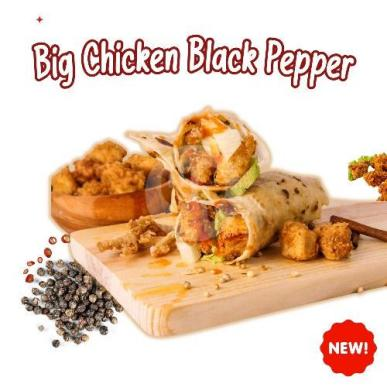 Big Chicken Black Pepper
NEW!